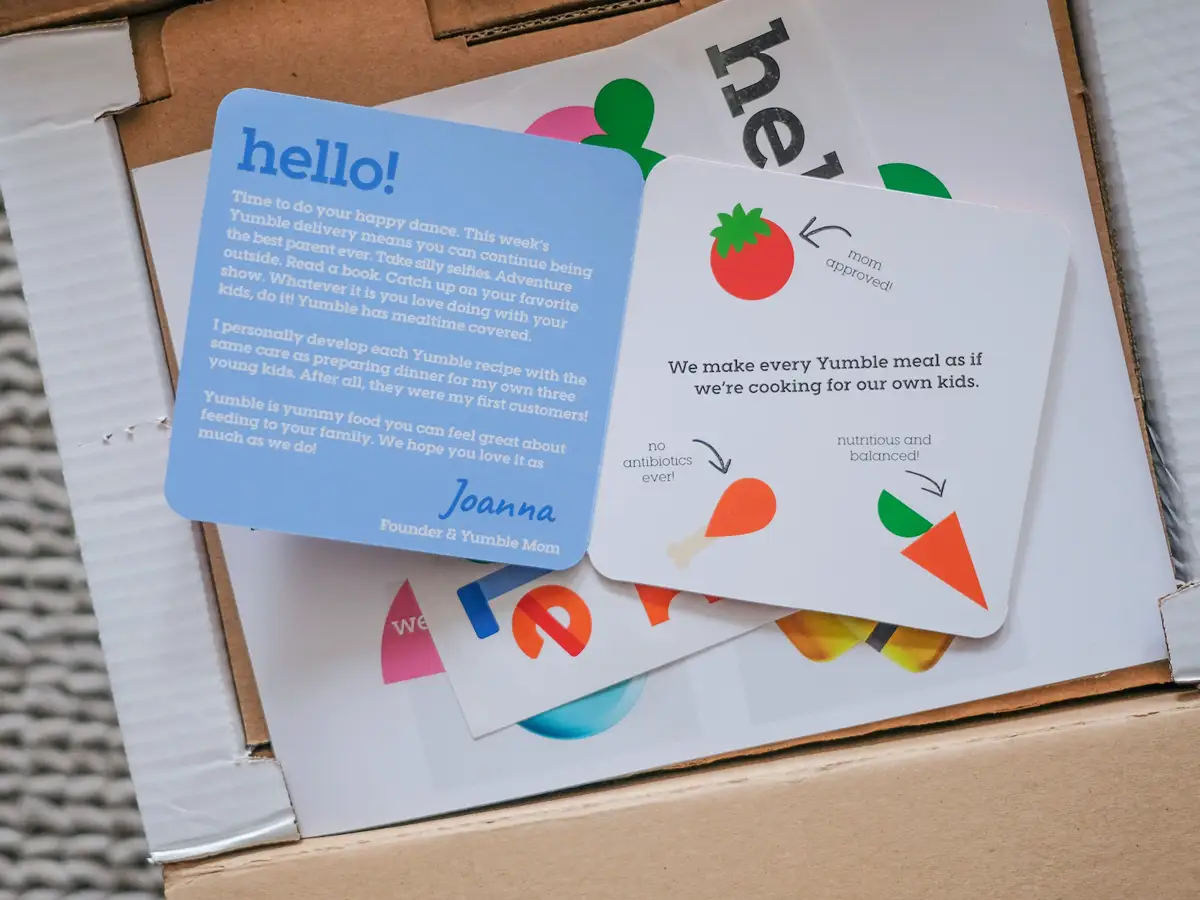 hello!
Time to do your happy dance. This week's
Yumble delivery means you can continue being
the best parent ever. Take silly selfies. Adventure
outside. Read a book. Catch up on your favorite
show. Whatever it is you love doing with your
kids, do it! Yumble has mealtime covered.
I personally develop each Yumble recipe with the
same care as preparing dinner for my own three
young kids. After all, they were my first customers!
Yumble is yummy food you can feel great about
feeding to your family. We hope you love it as
much as we do!
Joanna
Founder & Yumble Mom
mom
approved!
We make every Yumble meal as if
we're cooking for our own kids.
no
antibiotics
ever!
nutritious and
balanced!
we